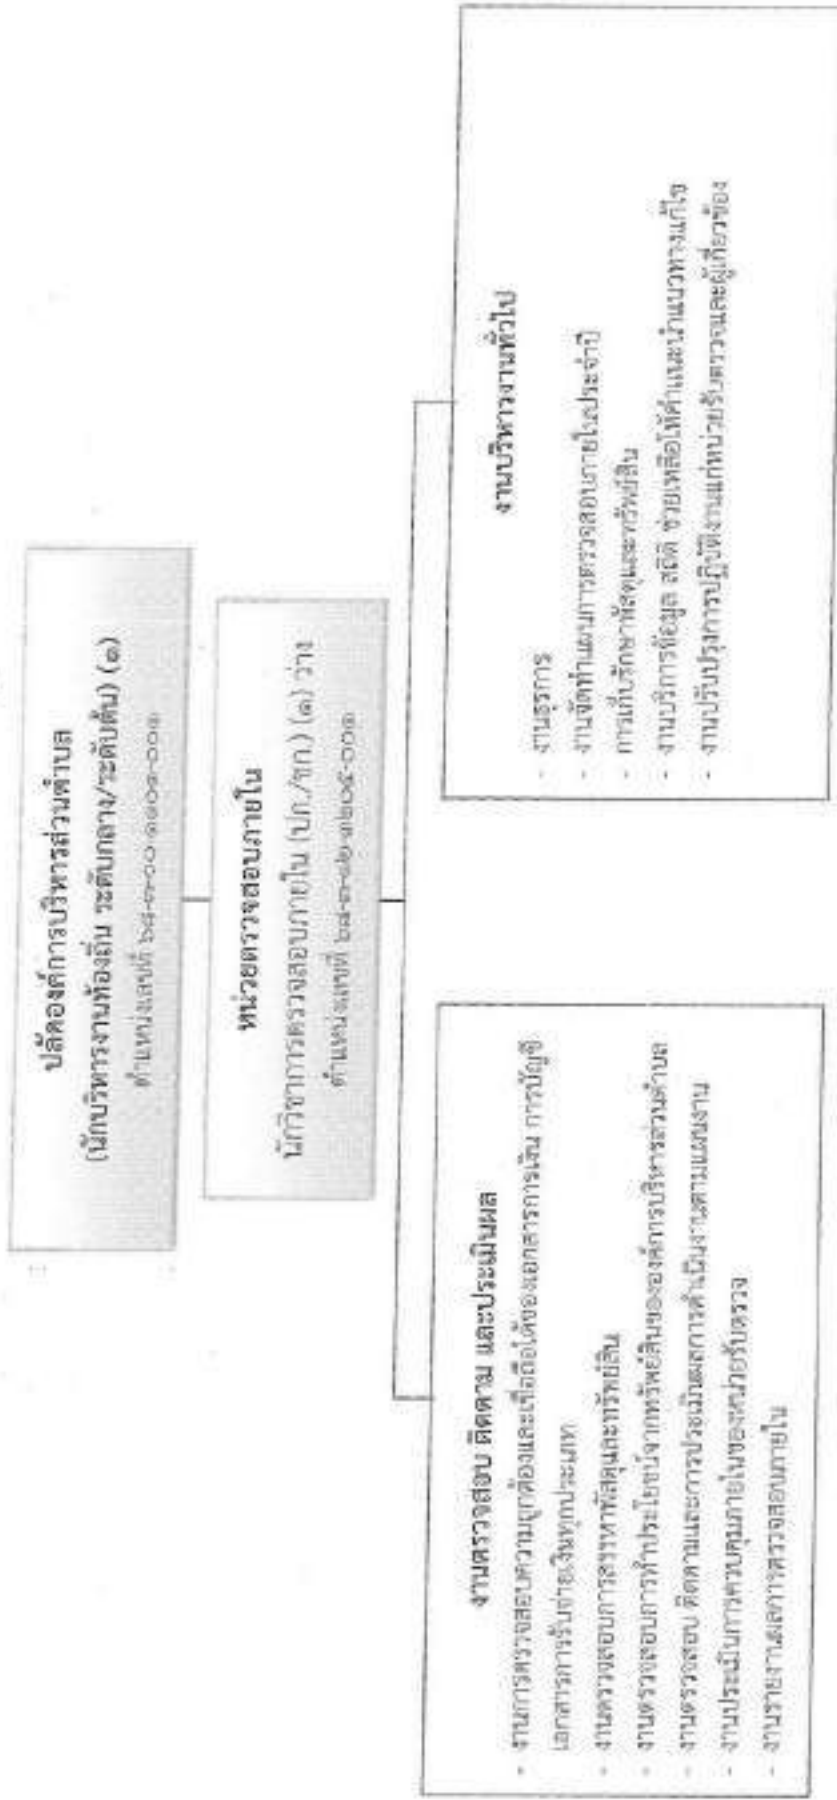 ปลัดองค์การบริหารส่วนตำบล
(นักบริหารงานท้องถิ่น ระดับกลาง/ระดับต้น) (๑)
ตำแหน่งเลขที่
หน่วยตรวจสอบภายใน
นักวิชาการตรวจสอบภายใน (ปก./ชก.) (๑) ว่าง
ตำแหน่งเลขที่
งานตรวจสอบ ติดตาม และประเมินผล
- งานการตรวจสอบความถูกต้องและเชื่อถือได้ของเอกสารการเงิน การบัญชี
เอกสารการรับจ่ายเงินทุกประเภท
- งานตรวจสอบการสรรหาพัสดุและทรัพย์สิน
- งานตรวจสอบการทำประโยชน์จากทรัพย์สินขององค์การบริหารส่วนตำบล
- งานตรวจสอบ ติดตามและการประเมินผลการดำเนินงานตามแผนงาน
- งานประเมินการควบคุมภายในของหน่วยรับตรวจ
- งานรายงานผลการตรวจสอบภายใน
งานบริหารงานทั่วไป
- งานธุรการ
- งานจัดทำแผนการตรวจสอบภายในประจำปี
- การเก็บรักษาพัสดุและทรัพย์สิน
- งานบริการข้อมูล สถิติ ช่วยเหลือให้คำแนะนำแนวทางแก้ไข
- งานปรับปรุงการปฏิบัติงานแก่หน่วยรับตรวจและผู้เกี่ยวข้อง